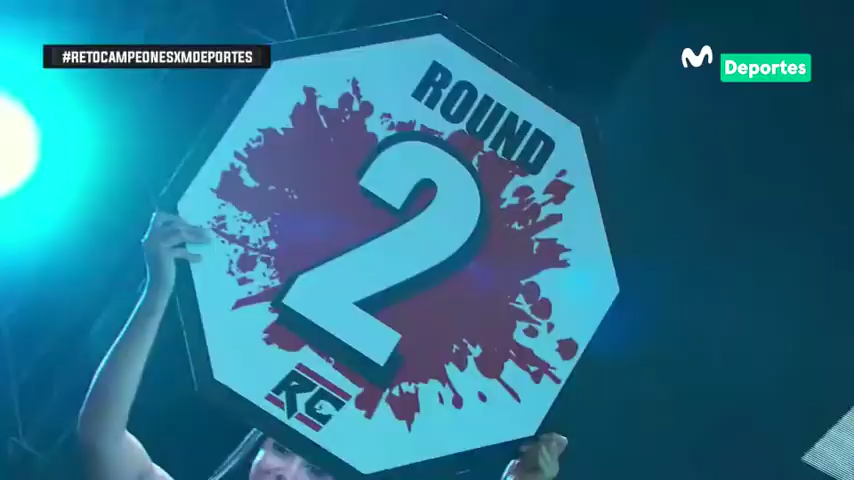 #RETOCAMPEONESXMDEPORTES
M Deportes
ROUND
2
RC